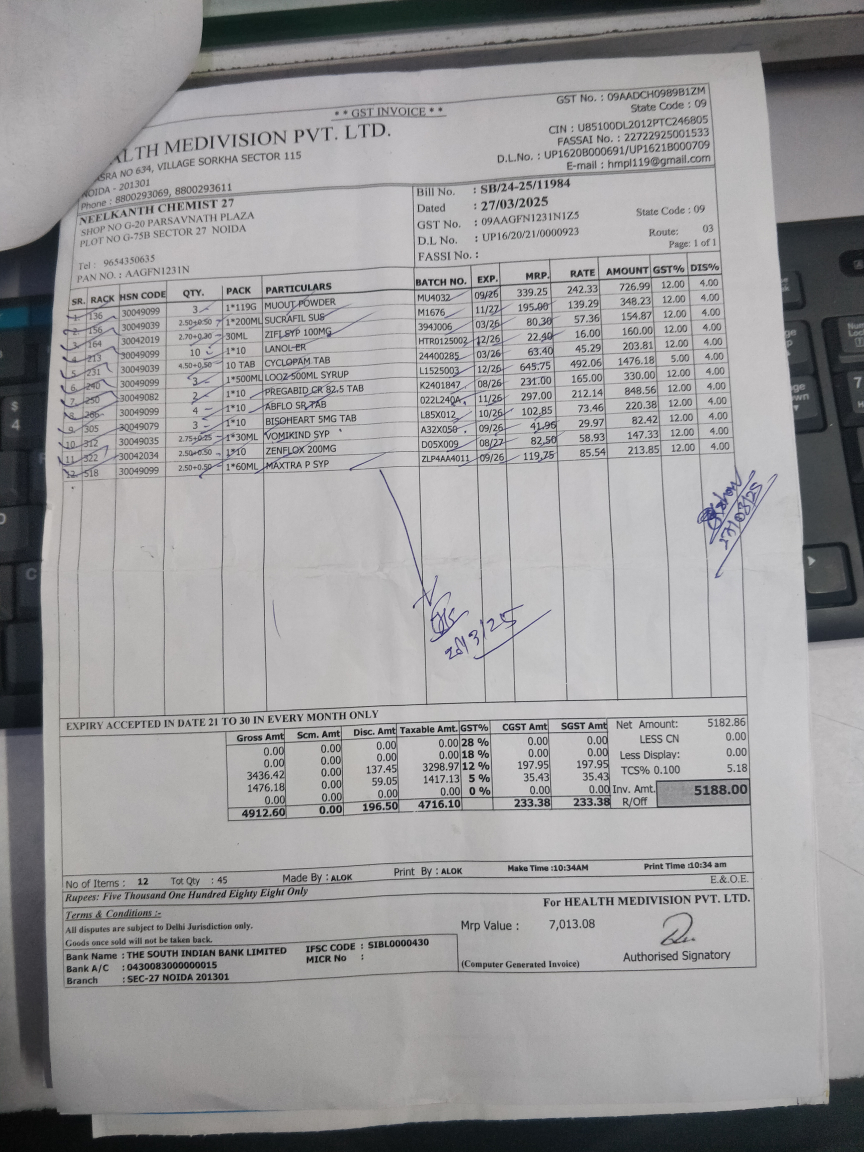 ** GST INVOICE **
GST No. : 09AADCH0989B1ZM
State Code : 09
ALTH MEDIVISION PVT. LTD.
CIN : U85100DL2012PTC246805
FASSAI No. : 22722925001533
D.L.No. : UP1620B000691/UP1621B000709
E-mail : hmpl119@gmail.com
SRA NO 634, VILLAGE SORKHA SECTOR 115
NOIDA - 201301
Phone : 8800293069, 8800293611
NEELKANTH CHEMIST 27
SHOP NO G-20 PARSAVNATH PLAZA
PLOT NO G-75B SECTOR 27 NOIDA
Tel : 9654350635
PAN NO. : AAGFN1231N
Bill No. : SB/24-25/11984
Dated : 27/03/2025
GST No. : 09AAGFN1231N1Z5 State Code : 09
D.L No. : UP16/20/21/0000923 Route: 03
FASSI No. : Page: 1 of 1
SR. RACK HSN CODE QTY. PACK PARTICULARS BATCH NO. EXP. MRP. RATE AMOUNT GST% DIS%
1. 136 30049099 3 1*119G MUOUT POWDER MU4032 09/26 339.25 242.33 726.99 12.00 4.00
2. 156 30049039 2.50+0.50 1*200ML SUCRAFIL SUS M1676 11/27 195.00 139.29 348.23 12.00 4.00
3. 164 30042019 2.70+0.30 30ML ZIFI SYP 100MG 394J006 03/26 80.30 57.36 154.87 12.00 4.00
4. 213 30049099 10 1*10 LANOL-ER HTR0125002 12/26 22.40 16.00 160.00 12.00 4.00
5. 231 30049039 4.50+0.50 10 TAB CYCLOPAM TAB 24400285 03/26 63.40 45.29 203.81 12.00 4.00
6. 240 30049099 3 1*500ML LOOZ 500ML SYRUP L1525003 12/26 645.75 492.06 1476.18 5.00 4.00
7. 250 30049082 2 1*10 PREGABID CR 82.5 TAB K2401847 08/26 231.00 165.00 330.00 12.00 4.00
8. 30049099 4 1*10 ABFLO SR TAB 022L240A 11/26 297.00 212.14 848.56 12.00 4.00
9. 305 30049079 3 1*10 BISOHEART 5MG TAB L85X012 10/26 102.85 73.46 220.38 12.00 4.00
10. 312 30049035 2.75+0.25 1*30ML VOMIKIND SYP A32X050 09/26 41.96 29.97 82.42 12.00 4.00
11. 322 30042034 2.50+0.50 1*10 ZENFLOX 200MG D05X009 08/27 82.50 58.93 147.33 12.00 4.00
12. 518 30049099 2.50+0.50 1*60ML MAXTRA P SYP ZLP4AA4011 09/26 119.75 85.54 213.85 12.00 4.00
27/03/25
28/3/25
EXPIRY ACCEPTED IN DATE 21 TO 30 IN EVERY MONTH ONLY
Gross Amt Scm. Amt Disc. Amt Taxable Amt. GST% CGST Amt SGST Amt
0.00 0.00 0.00 0.00 28 % 0.00 0.00
0.00 0.00 0.00 0.00 18 % 0.00 0.00
3436.42 0.00 137.45 3298.97 12 % 197.95 197.95
1476.18 0.00 59.05 1417.13 5 % 35.43 35.43
0.00 0.00 0.00 0.00 0 % 0.00 0.00
4912.60 0.00 196.50 4716.10 233.38 233.38
Net Amount: 5182.86
LESS CN 0.00
Less Display: 0.00
TCS% 0.100 5.18
Inv. Amt. 5188.00
R/Off
No of Items : 12 Tot Qty : 45 Made By : ALOK Print By : ALOK Make Time :10:34AM Print Time :10:34 am
Rupees: Five Thousand One Hundred Eighty Eight Only E.& O.E.
Terms & Conditions :-
All disputes are subject to Delhi Jurisdiction only.
Goods once sold will not be taken back.
Bank Name : THE SOUTH INDIAN BANK LIMITED IFSC CODE : SIBL0000430
Bank A/C : 0430083000000015 MICR No :
Branch : SEC-27 NOIDA 201301
Mrp Value : 7,013.08
(Computer Generated Invoice)
For HEALTH MEDIVISION PVT. LTD.
Authorised Signatory